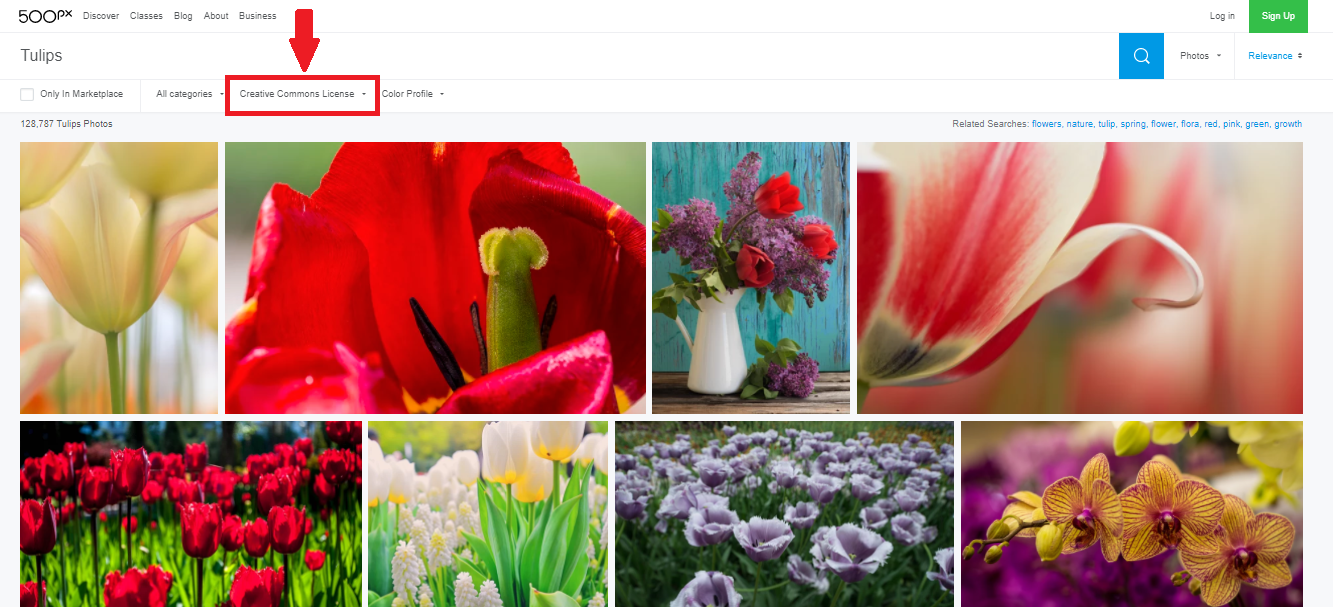 500px Discover Classes Blog About Business Log in Sign Up
Tulips Photos Relevance
Only In Marketplace All categories Creative Commons License Color Profile
128,787 Tulips Photos Related Searches: flowers, nature, tulip, spring, flower, flora, red, pink, green, growth